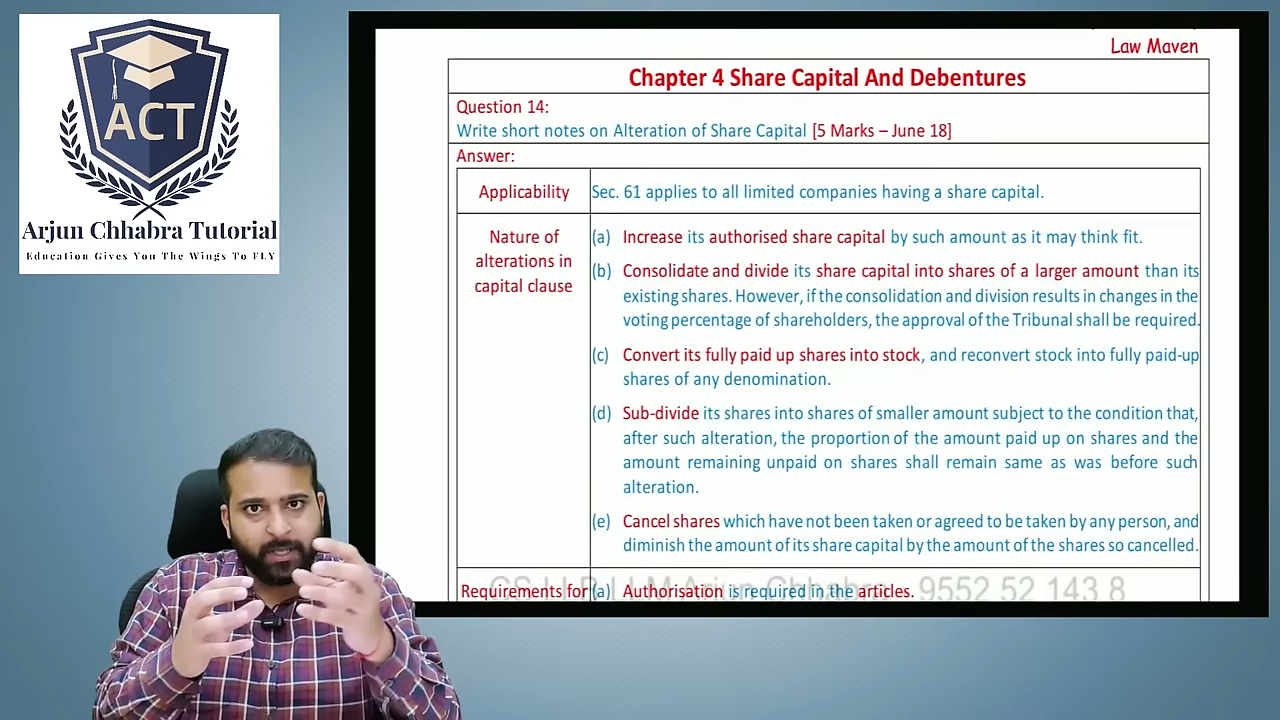 ACT
Arjun Chhabra Tutorial
Education Gives You The Wings To FLY
Law Maven
Chapter 4 Share Capital And Debentures
Question 14:
Write short notes on Alteration of Share Capital [5 Marks – June 18]
Answer:
Applicability
Sec. 61 applies to all limited companies having a share capital.
Nature of
alterations in
capital clause
(a) Increase its authorised share capital by such amount as it may think fit.
(b) Consolidate and divide its share capital into shares of a larger amount than its
existing shares. However, if the consolidation and division results in changes in the
voting percentage of shareholders, the approval of the Tribunal shall be required.
(c) Convert its fully paid up shares into stock, and reconvert stock into fully paid-up
shares of any denomination.
(d) Sub-divide its shares into shares of smaller amount subject to the condition that,
after such alteration, the proportion of the amount paid up on shares and the
amount remaining unpaid on shares shall remain same as was before such
alteration.
(e) Cancel shares which have not been taken or agreed to be taken by any person, and
diminish the amount of its share capital by the amount of the shares so cancelled.
Requirements for
(a) Authorisation is required in the articles.
Arjun Chhabra 9552 52 143 8